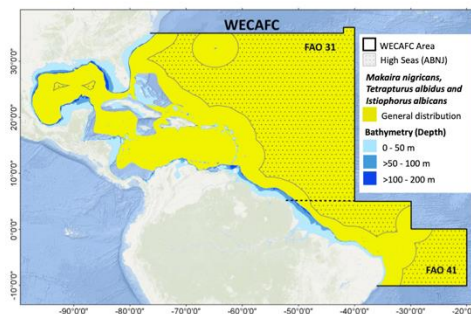 WECAFC
FAO 31
FAO 41
WECAFC Area
High Seas (ABNJ)
Makaira nigricans,
Tetrapturus albidus and
Istiophorus albicans
General distribution
Bathymetry (Depth)
0 - 50 m
>50 - 100 m
>100 - 200 m
30°0'0"
20°0'0"
10°0'0"
0°0'0"
-10°0'0"
-90°0'0" -80°0'0" -70°0'0" -60°0'0" -50°0'0" -40°0'0" -30°0'0" -20°0